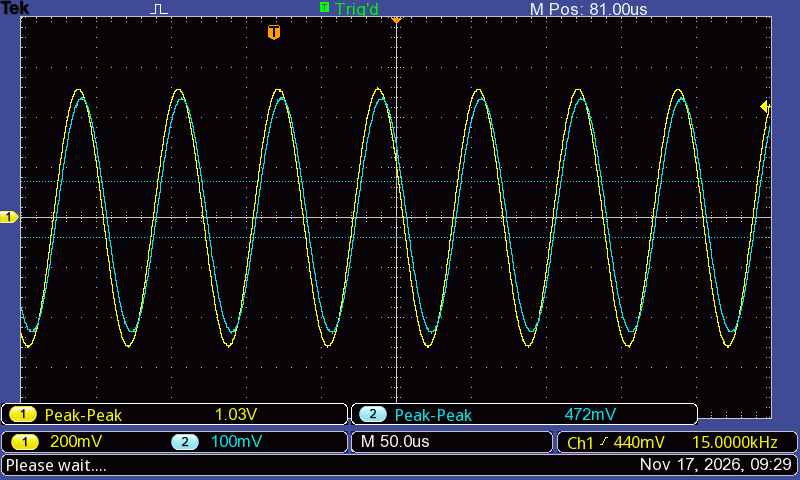 Tek T Trig'd M Pos: 81.00us
T
1
1 Peak-Peak 1.03V 2 Peak-Peak 472mV
1 200mV 2 100mV M 50.0us Ch1 440mV 15.0000kHz
Please wait.... Nov 17, 2026, 09:29